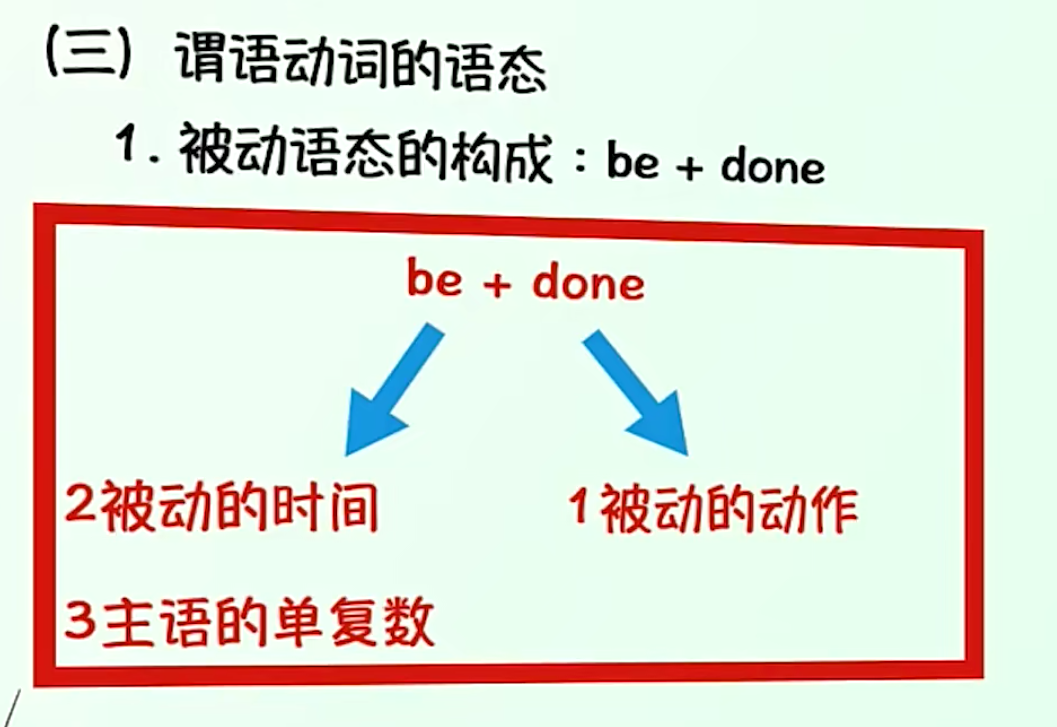 (三) 谓语动词的语态
1. 被动语态的构成：be + done
be + done
2被动的时间
1被动的动作
3主语的单复数